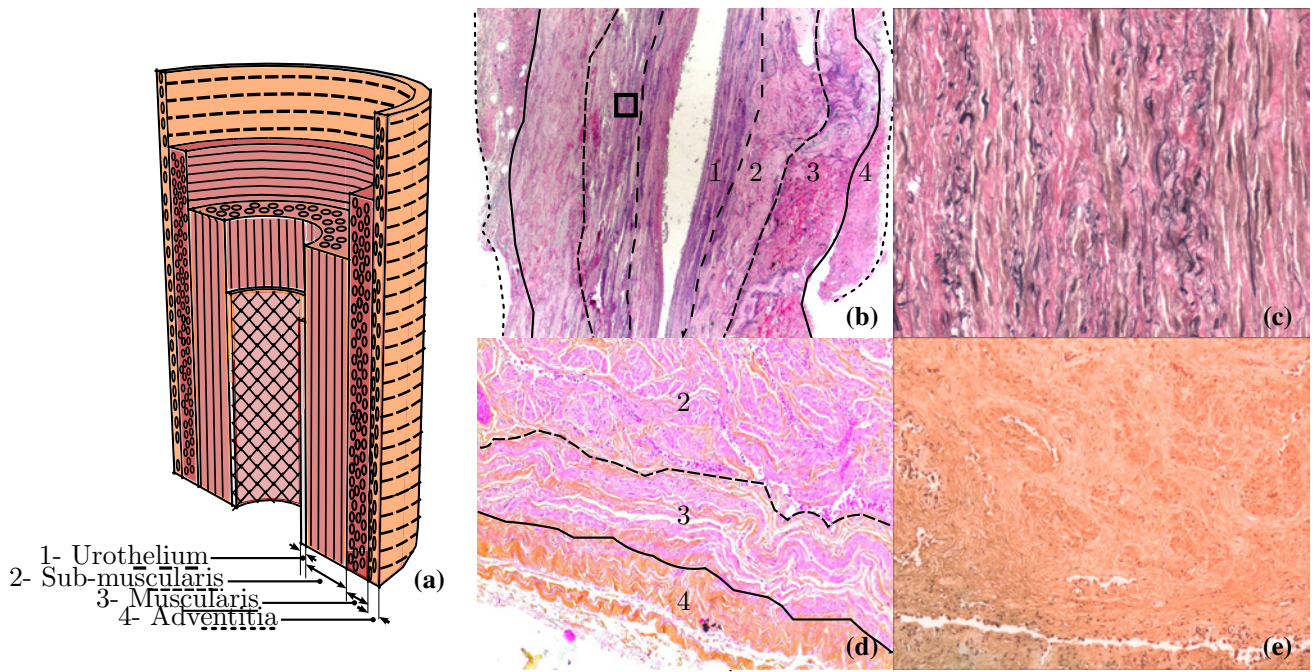 1- Urothelium
2- Sub-muscularis
3- Muscularis
4- Adventitia
(a)
1
2
3
4
(b)
(c)
2
3
4
(d)
(e)